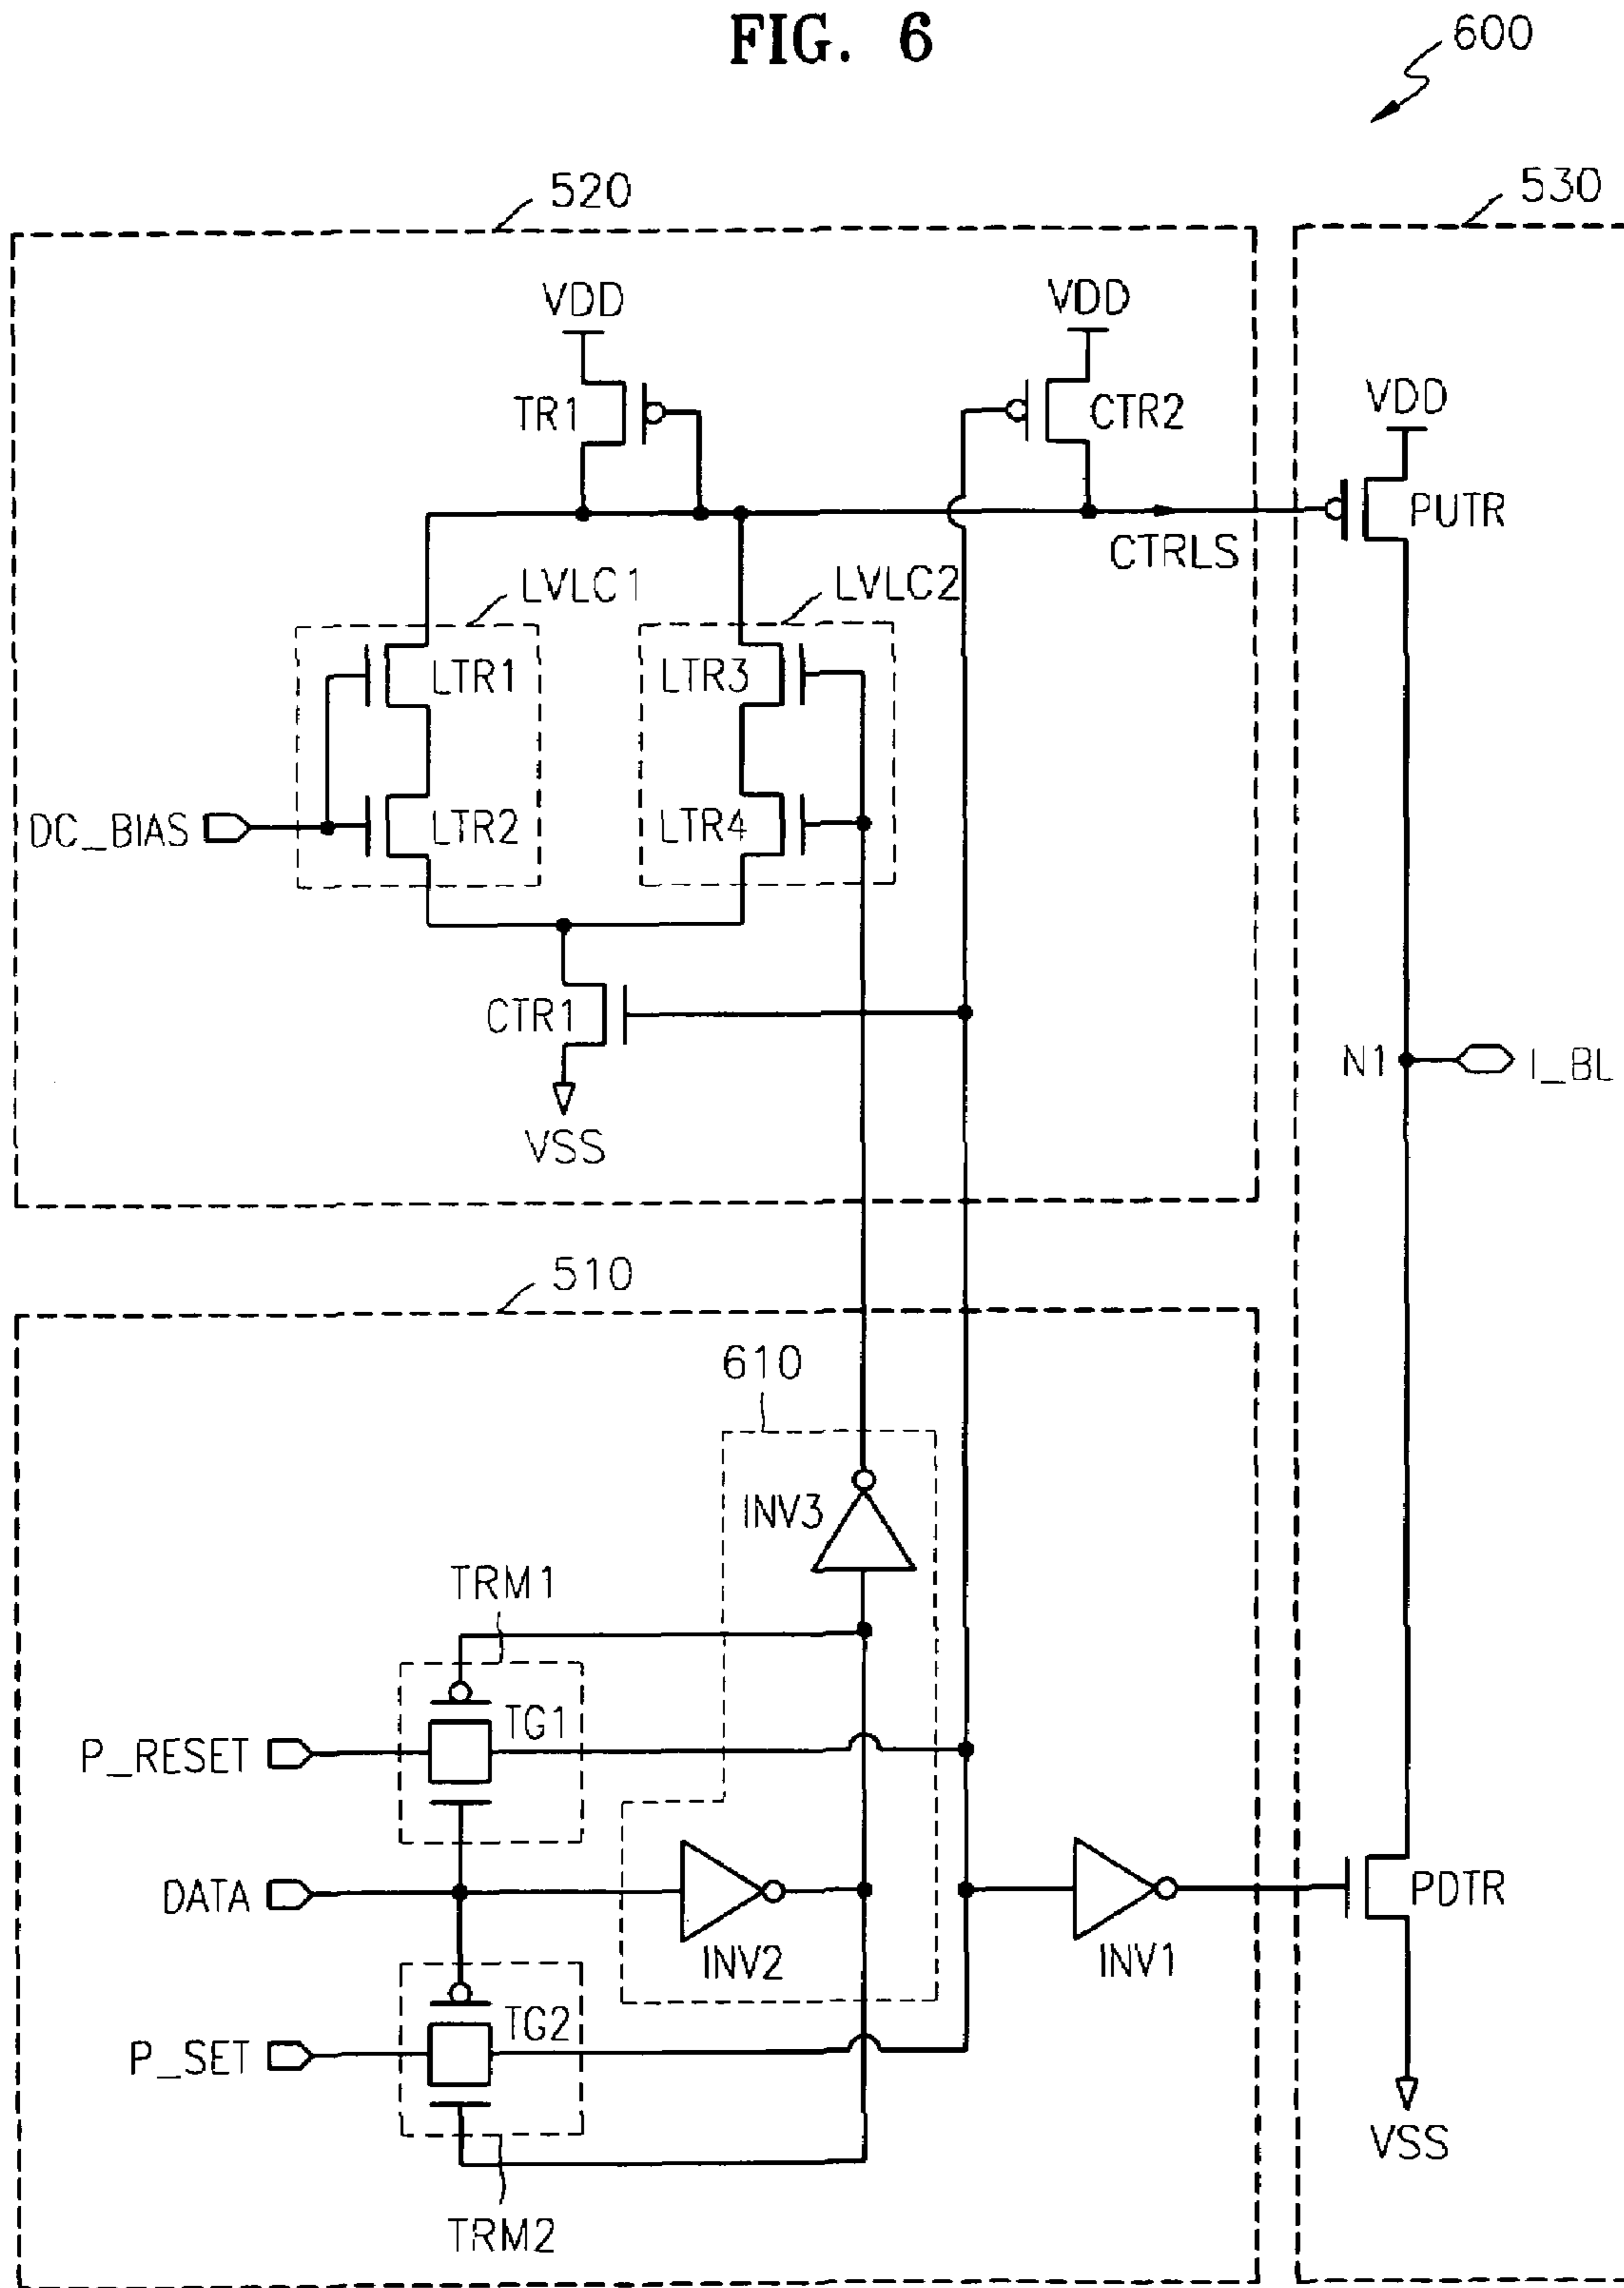 FIG. 6
600
520
530
VDD
VDD
TR1
CTR2
VDD
PUTR
CTRLS
LVLC1
LVLC2
LTR1
LTR3
DC_BIAS
LTR2
LTR4
CTR1
N1
I_BL
VSS
510
610
INV3
TRM1
TG1
P_RESET
DATA
PDTR
INV2
INV1
TG2
P_SET
VSS
TRM2